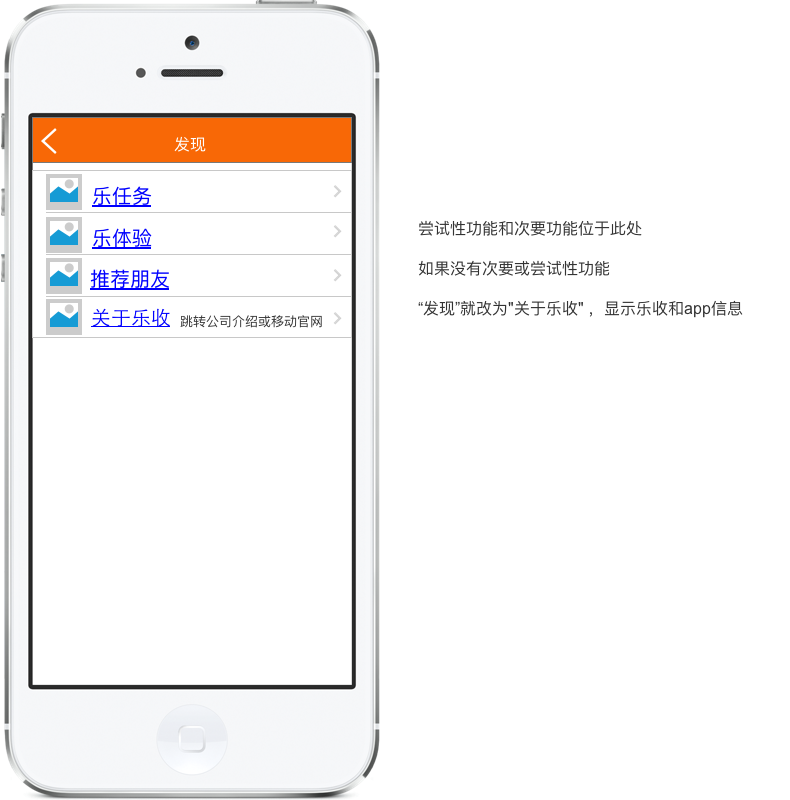 发现
乐任务
乐体验
推荐朋友
关于乐收 跳转公司介绍或移动官网
尝试性功能和次要功能位于此处
如果没有次要或尝试性功能
“发现”就改为"关于乐收" ，显示乐收和app信息